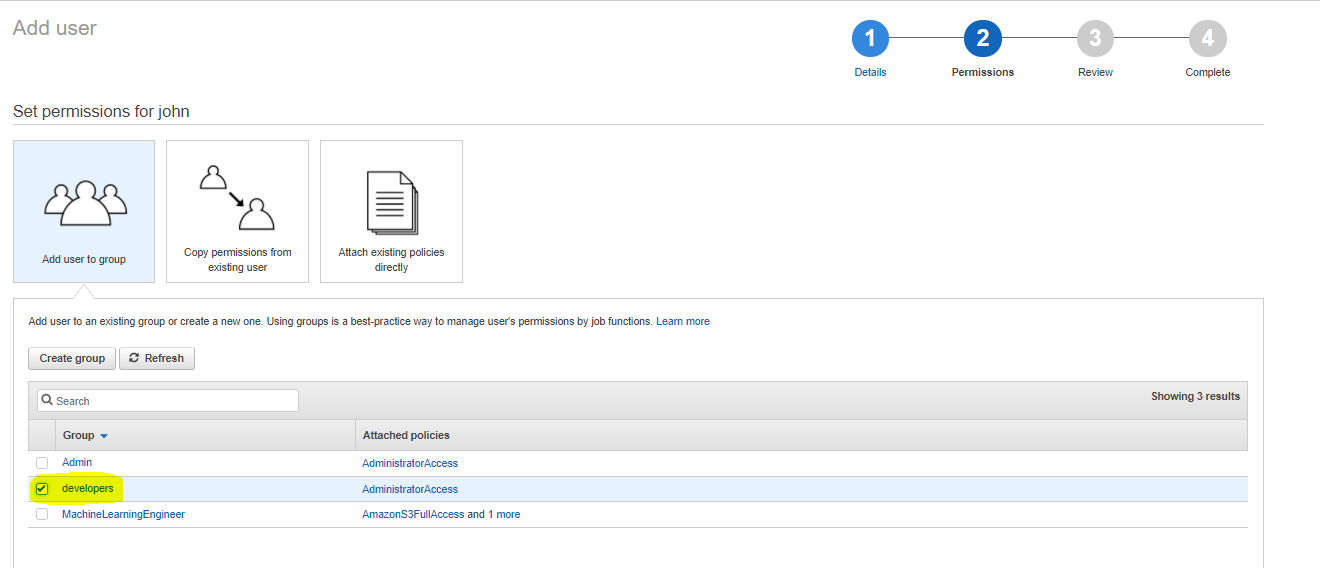 Add user
1 2 3 4
Details Permissions Review Complete
Set permissions for john
Add user to group
Copy permissions from
existing user
Attach existing policies
directly
Add user to an existing group or create a new one. Using groups is a best-practice way to manage user's permissions by job functions. Learn more
Create group Refresh
Search Showing 3 results
Group Attached policies
Admin AdministratorAccess
developers AdministratorAccess
MachineLearningEngineer AmazonS3FullAccess and 1 more